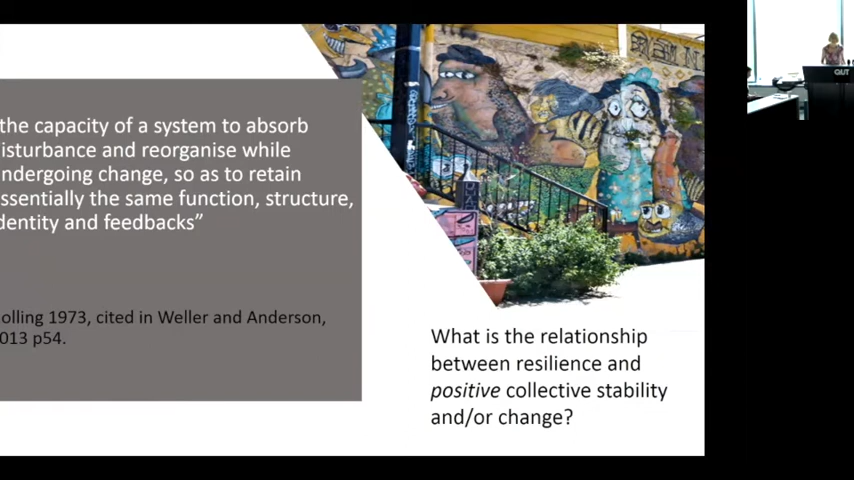 the capacity of a system to absorb
isturbance and reorganise while
ndergoing change, so as to retain
ssentially the same function, structure,
dentity and feedbacks”
olling 1973, cited in Weller and Anderson,
013 p54.
What is the relationship
between resilience and
positive collective stability
and/or change?
QUT